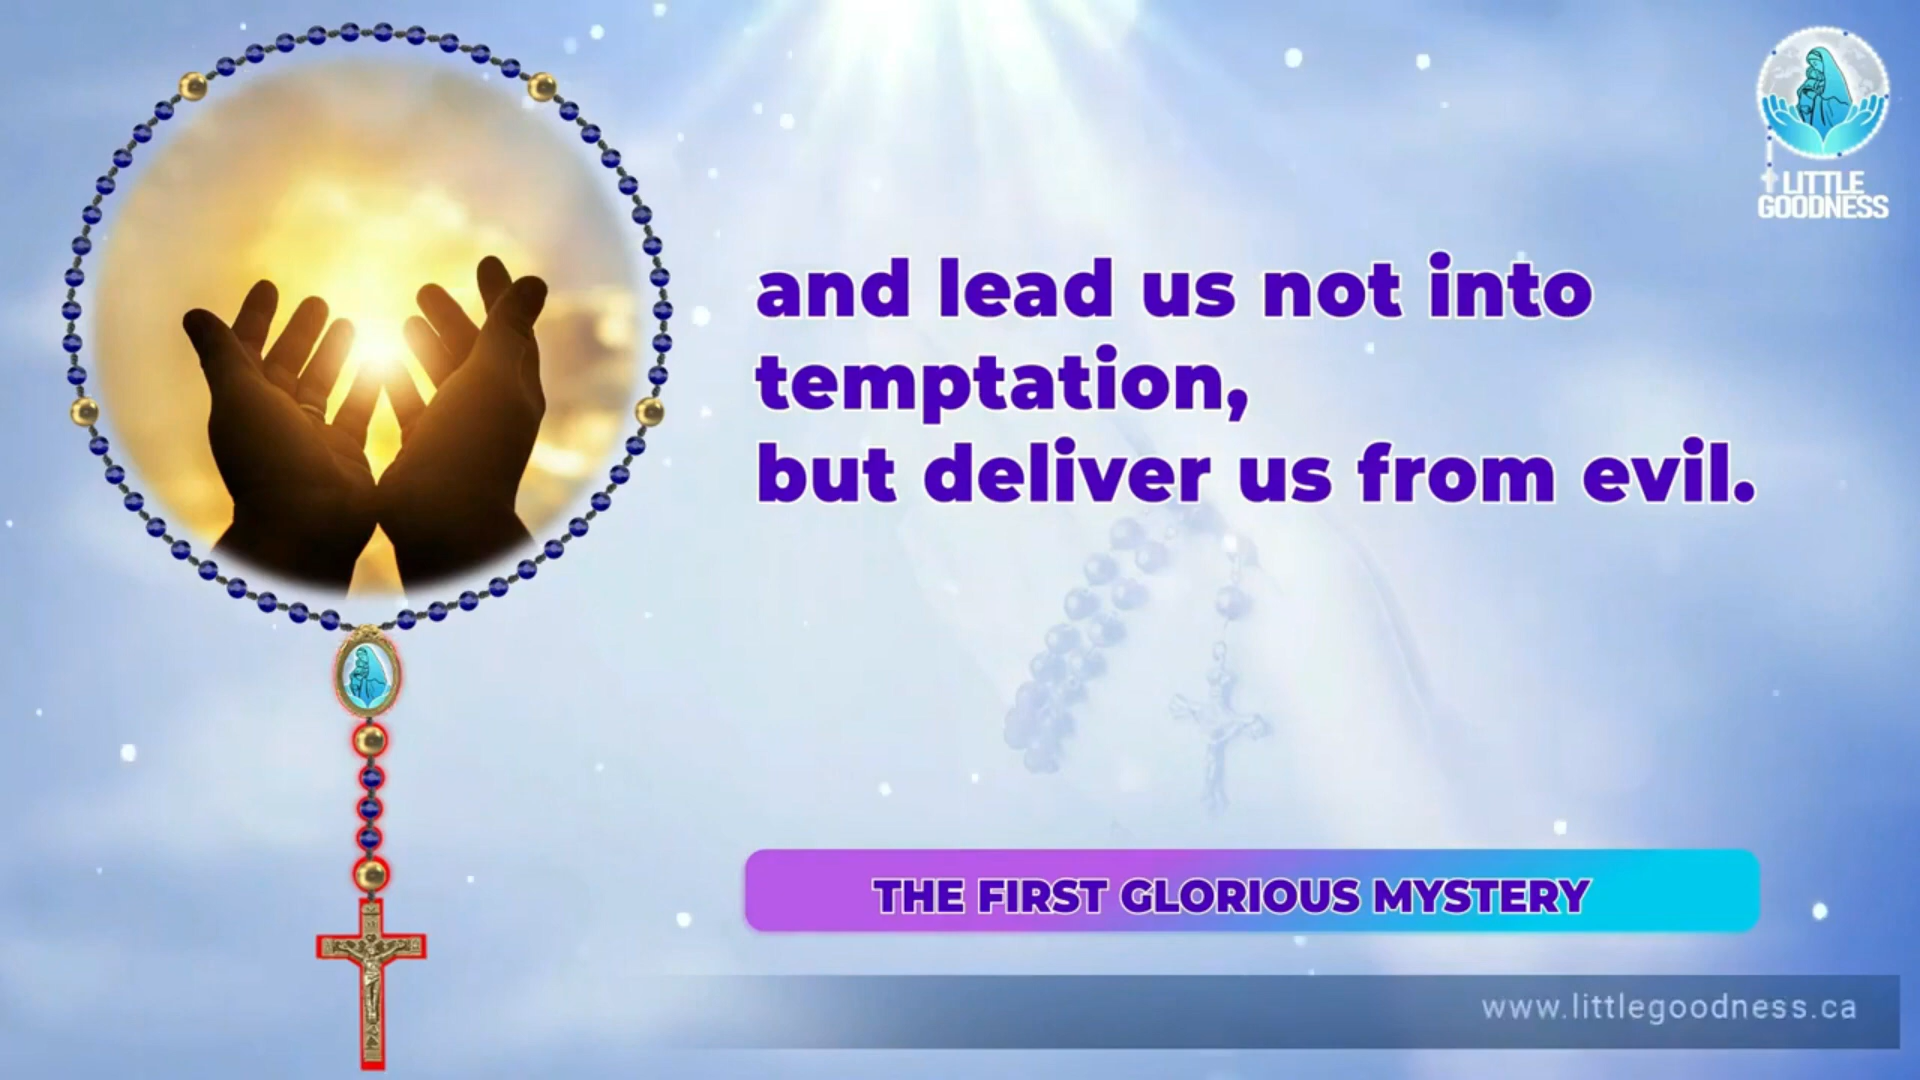 LITTLE
GOODNESS
and lead us not into
temptation,
but deliver us from evil.
THE FIRST GLORIOUS MYSTERY
www.littlegoodness.ca